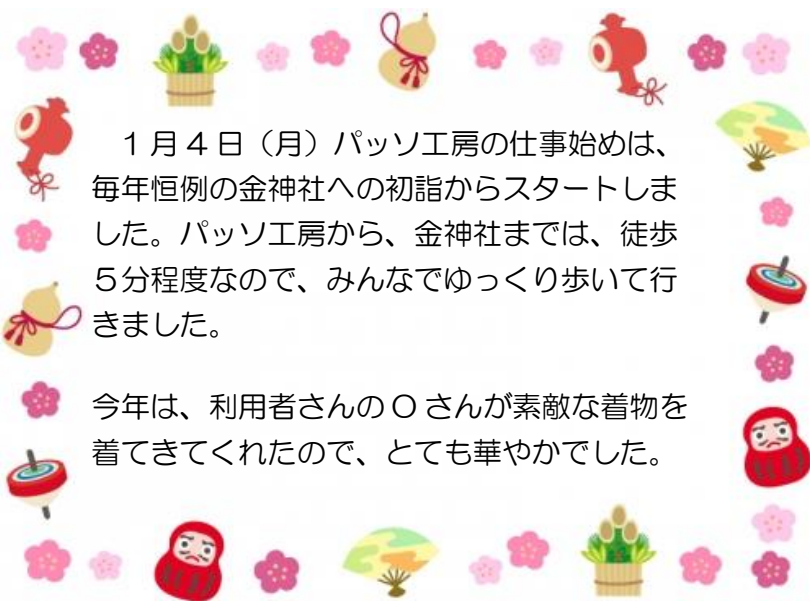 １月４日（月）パッソ工房の仕事始めは、
毎年恒例の金神社への初詣からスタートしま
した。パッソ工房から、金神社までは、徒歩
５分程度なので、みんなでゆっくり歩いて行
きました。
今年は、利用者さんのＯさんが素敵な着物を
着てきてくれたので、とても華やかでした。